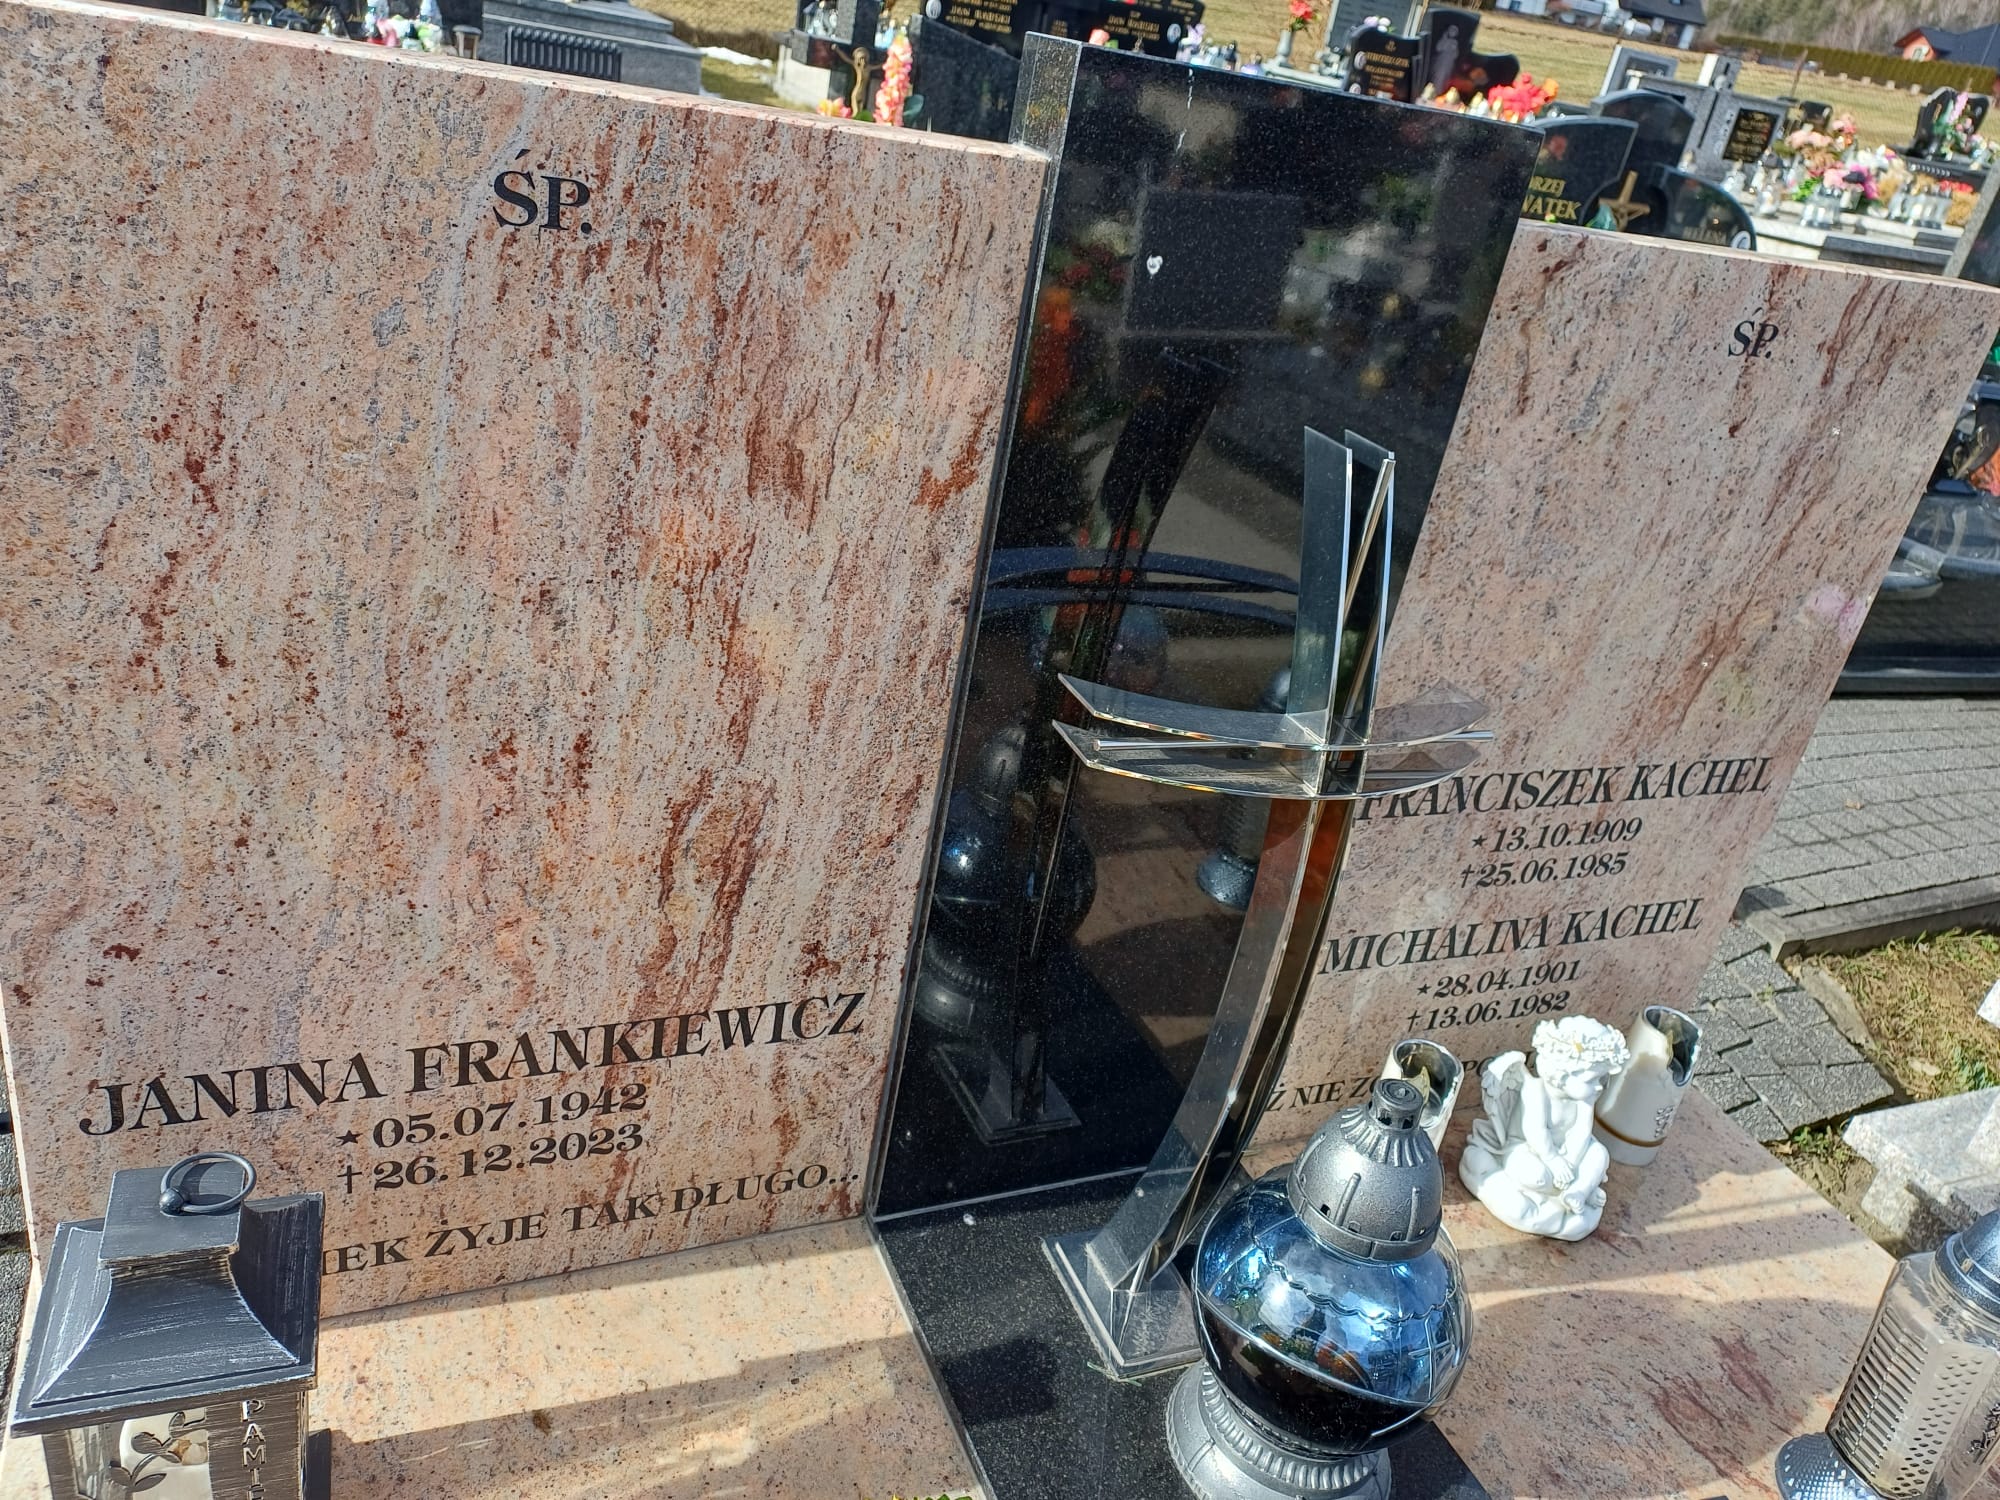 ŚP.
JANINA FRANKIEWICZ
★ 05.07.1942
† 26.12.2023
ŻYJE TAK DŁUGO...
ŚP.
FRANCISZEK KACHEL
★ 13.10.1909
† 25.06.1985
MICHALINA KACHEL
★ 28.04.1901
† 13.06.1982
NIE
WĄTEK